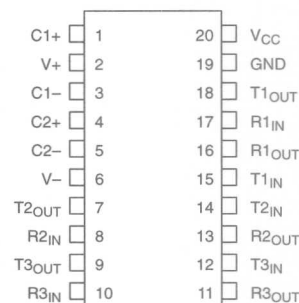 C1+ 1 20 VCC
V+ 2 19 GND
C1– 3 18 T1OUT
C2+ 4 17 R1IN
C2– 5 16 R1OUT
V– 6 15 T1IN
T2OUT 7 14 T2IN
R2IN 8 13 R2OUT
T3OUT 9 12 T3IN
R3IN 10 11 R3OUT